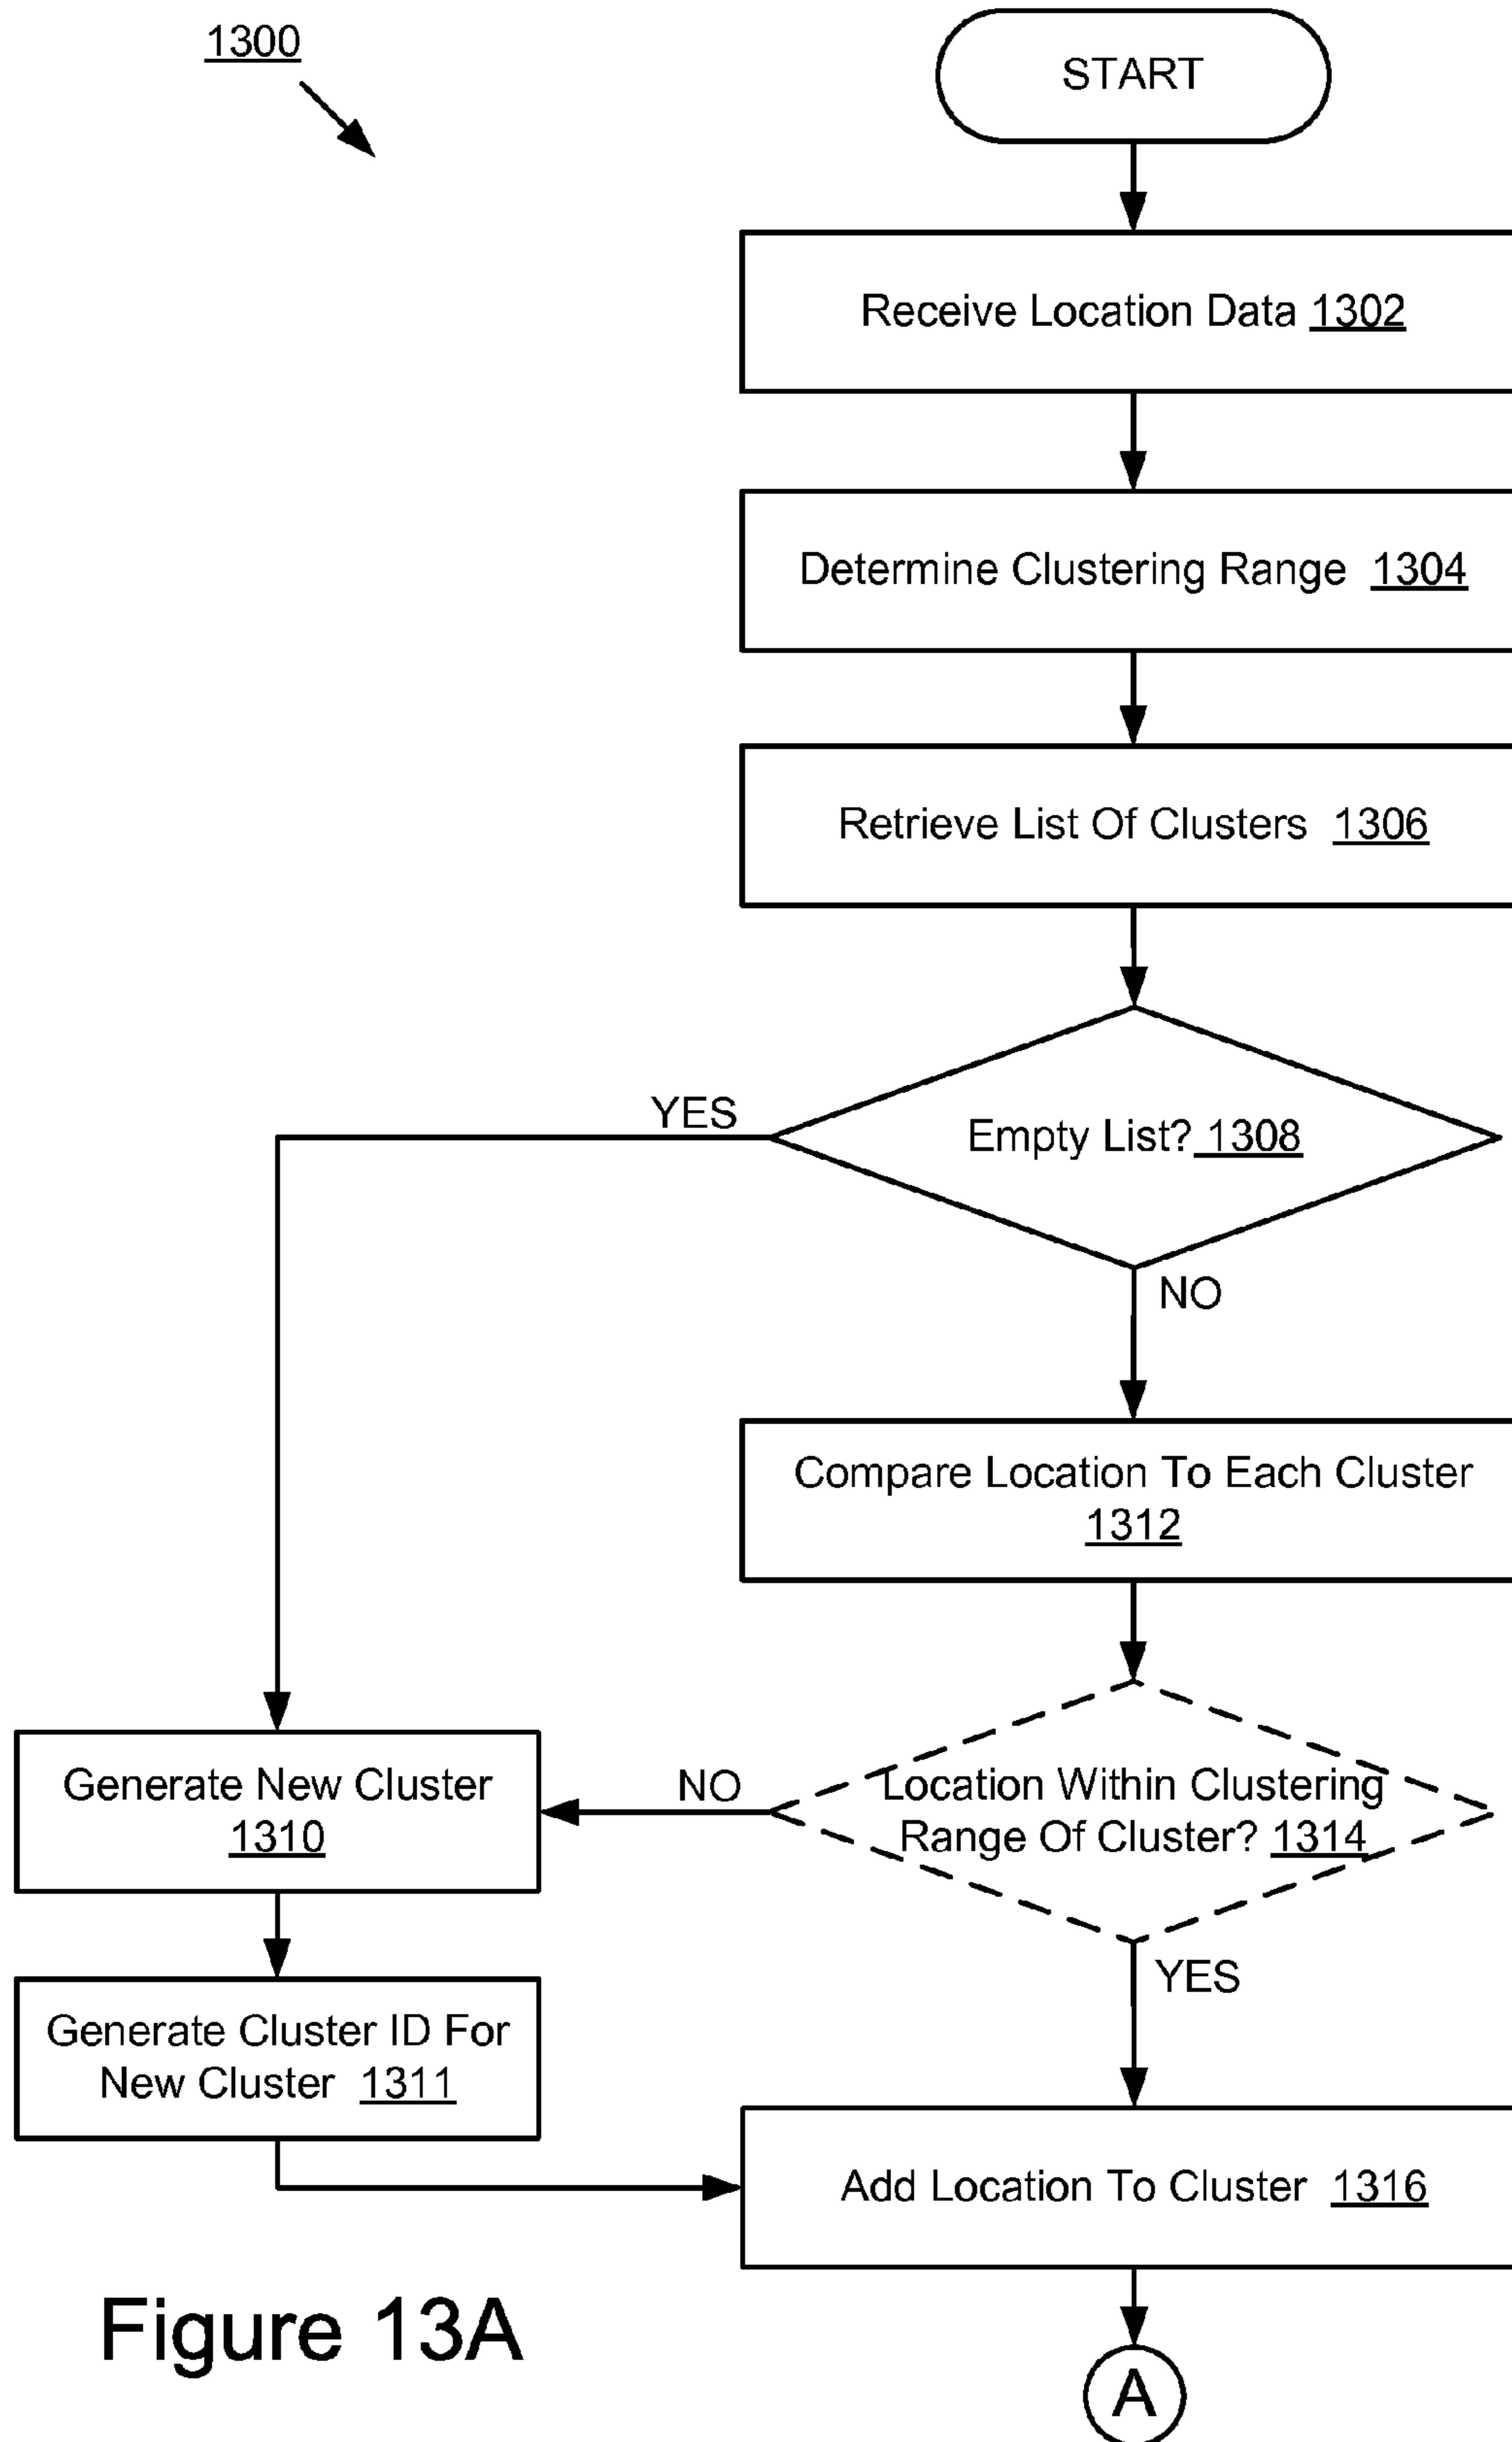 1300
START
Receive Location Data 1302
Determine Clustering Range 1304
Retrieve List Of Clusters 1306
Empty List? 1308
YES
NO
Compare Location To Each Cluster
1312
Location Within Clustering
Range Of Cluster? 1314
NO
YES
Generate New Cluster
1310
Generate Cluster ID For
New Cluster 1311
Add Location To Cluster 1316
A
Figure 13A